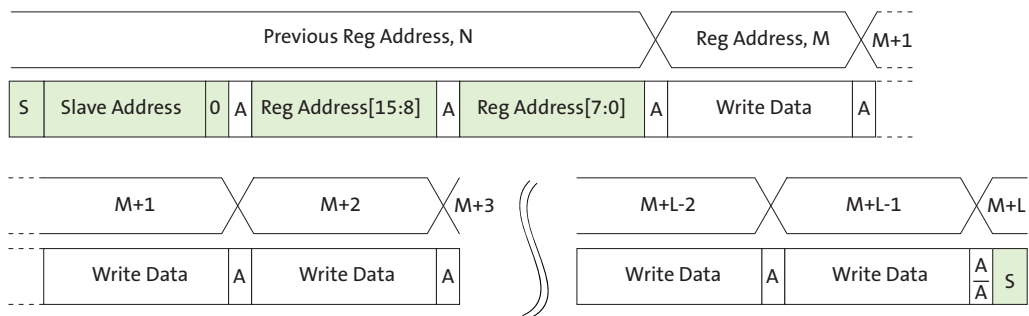 Previous Reg Address, N Reg Address, M M+1
S Slave Address 0 A Reg Address[15:8] A Reg Address[7:0] A Write Data A
M+1 M+2 M+3 M+L-2 M+L-1 M+L
Write Data A Write Data A Write Data A Write Data A
A S